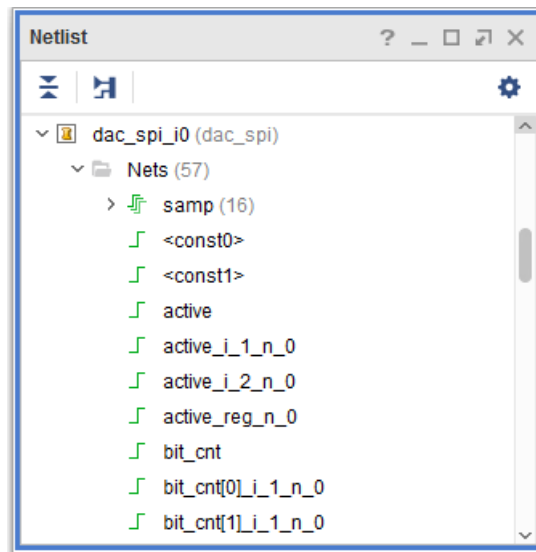 Netlist
dac_spi_i0 (dac_spi)
Nets (57)
samp (16)
<const0>
<const1>
active
active_i_1_n_0
active_i_2_n_0
active_reg_n_0
bit_cnt
bit_cnt[0]_i_1_n_0
bit_cnt[1]_i_1_n_0